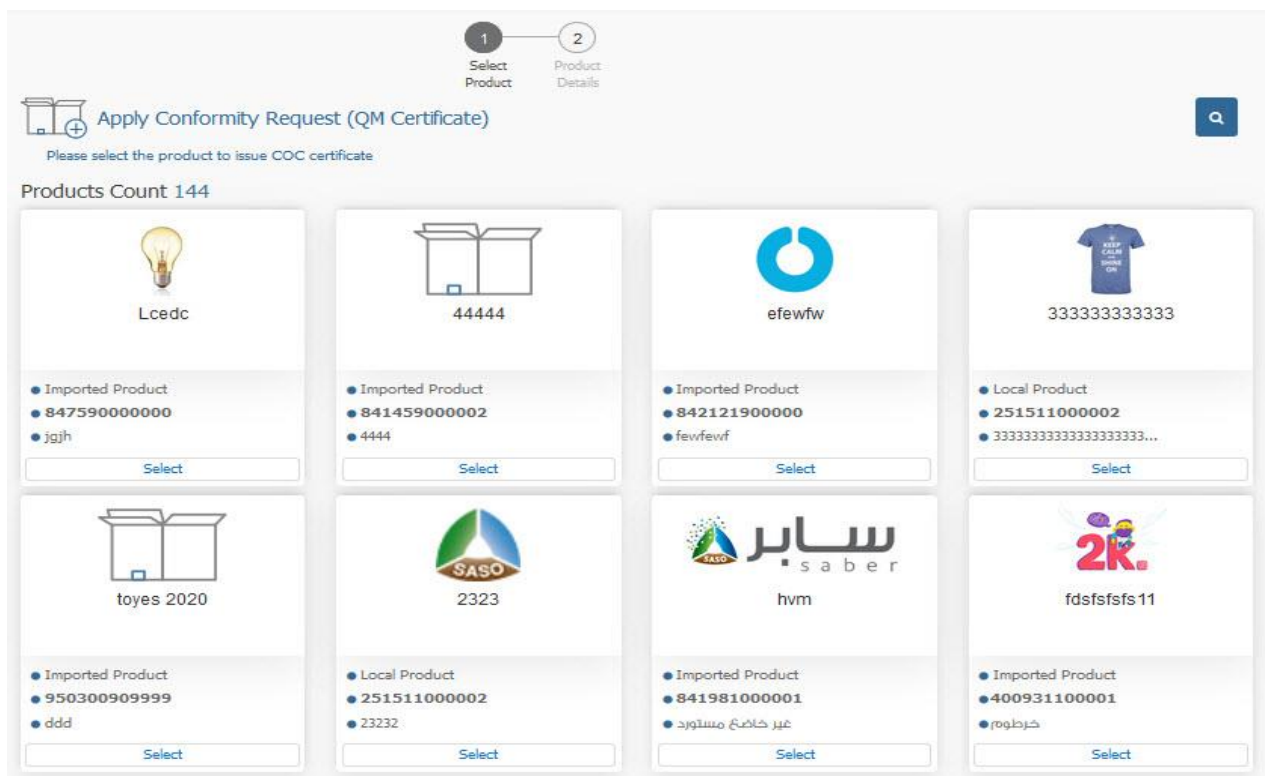 1
2
Select
Product
Product
Details
Apply Conformity Request (QM Certificate)
Please select the product to issue COC certificate
Products Count 144
Lcedc
Imported Product
847590000000
jgjh
Select
44444
Imported Product
841459000002
4444
Select
efewfw
Imported Product
842121900000
fewfewf
Select
KEEP
CALM
AND
SHINE
ON
333333333333
Local Product
251511000002
33333333333333333333...
Select
toyes 2020
Imported Product
950300909999
ddd
Select
SASO
2323
Local Product
251511000002
23232
Select
سابر
SASO
saber
hvm
Imported Product
841981000001
غير خاضع مستورد
Select
2k.
fdsfsfsfs11
Imported Product
400931100001
خرطوم
Select